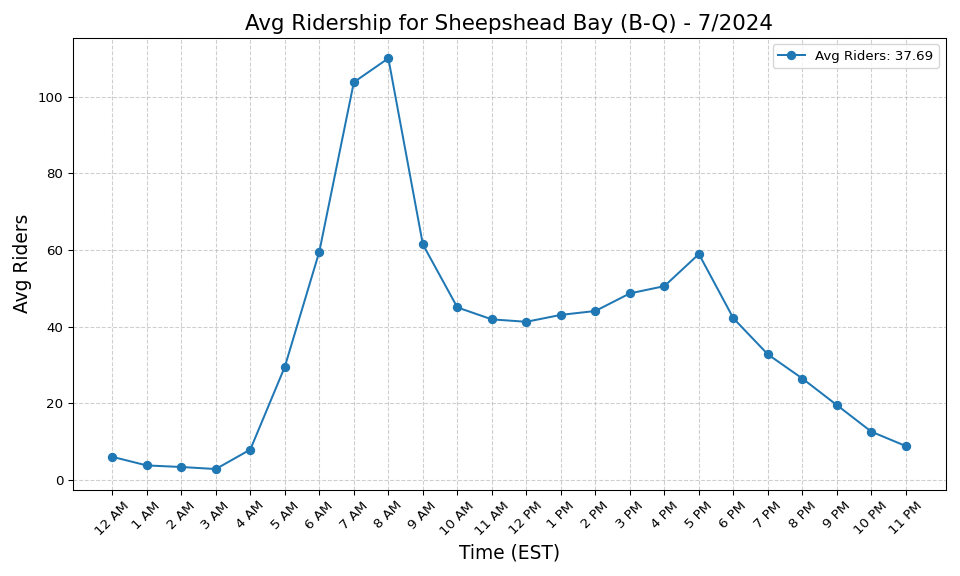 Avg Ridership for Sheepshead Bay (B-Q) - 7/2024
Avg Riders: 37.69
Avg Riders
100
80
60
40
20
0
12 AM
1 AM
2 AM
3 AM
4 AM
5 AM
6 AM
7 AM
8 AM
9 AM
10 AM
11 AM
12 PM
1 PM
2 PM
3 PM
4 PM
5 PM
6 PM
7 PM
8 PM
9 PM
10 PM
11 PM
Time (EST)